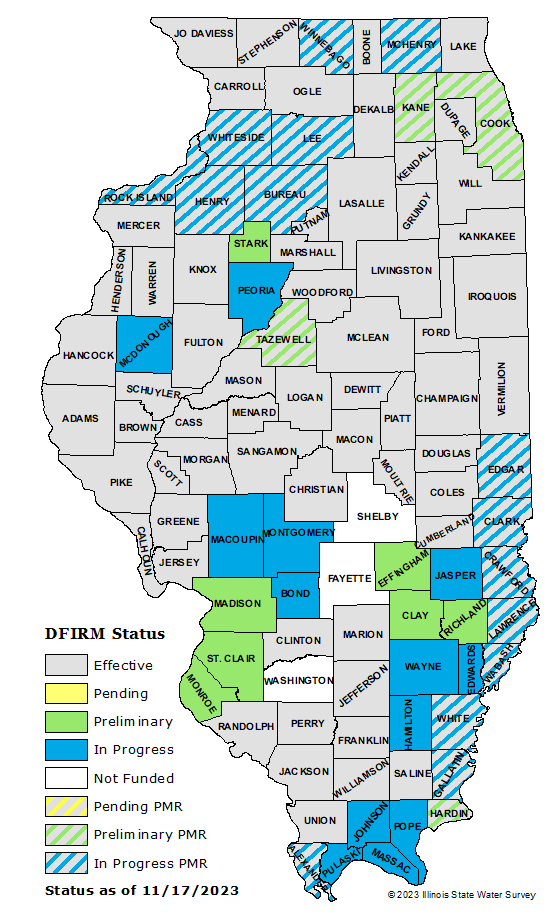 JO DAVIESS
STEPHENSON
WINNEBAGO
BOONE
MCHENRY
LAKE
CARROLL
OGLE
DEKALB
KANE
DUPAGE
COOK
WHITESIDE
LEE
KENDALL
WILL
ROCK ISLAND
HENRY
BUREAU
LASALLE
GRUNDY
MERCER
PUTNAM
KANKAKEE
STARK
MARSHALL
HENDERSON
WARREN
KNOX
LIVINGSTON
PEORIA
WOODFORD
IROQUOIS
MCDONOUGH
FULTON
TAZEWELL
MCLEAN
FORD
HANCOCK
MASON
SCHUYLER
LOGAN
DEWITT
CHAMPAIGN
VERMILION
ADAMS
BROWN
CASS
MENARD
PIATT
MACON
MORGAN
SANGAMON
DOUGLAS
EDGAR
PIKE
SCOTT
CHRISTIAN
MOULTRIE
COLES
GREENE
SHELBY
CLARK
CALHOUN
MACOUPIN
MONTGOMERY
CUMBERLAND
JERSEY
FAYETTE
EFFINGHAM
JASPER
CRAWFORD
MADISON
BOND
CLAY
RICHLAND
LAWRENCE
CLINTON
MARION
ST. CLAIR
WAYNE
EDWARDS
WABASH
WASHINGTON
JEFFERSON
MONROE
RANDOLPH
PERRY
HAMILTON
WHITE
FRANKLIN
JACKSON
WILLIAMSON
SALINE
GALLATIN
UNION
JOHNSON
POPE
HARDIN
ALEXANDER
PULASKI
MASSAC
DFIRM Status
Effective
Pending
Preliminary
In Progress
Not Funded
Pending PMR
Preliminary PMR
In Progress PMR
Status as of 11/17/2023
© 2023 Illinois State Water Survey